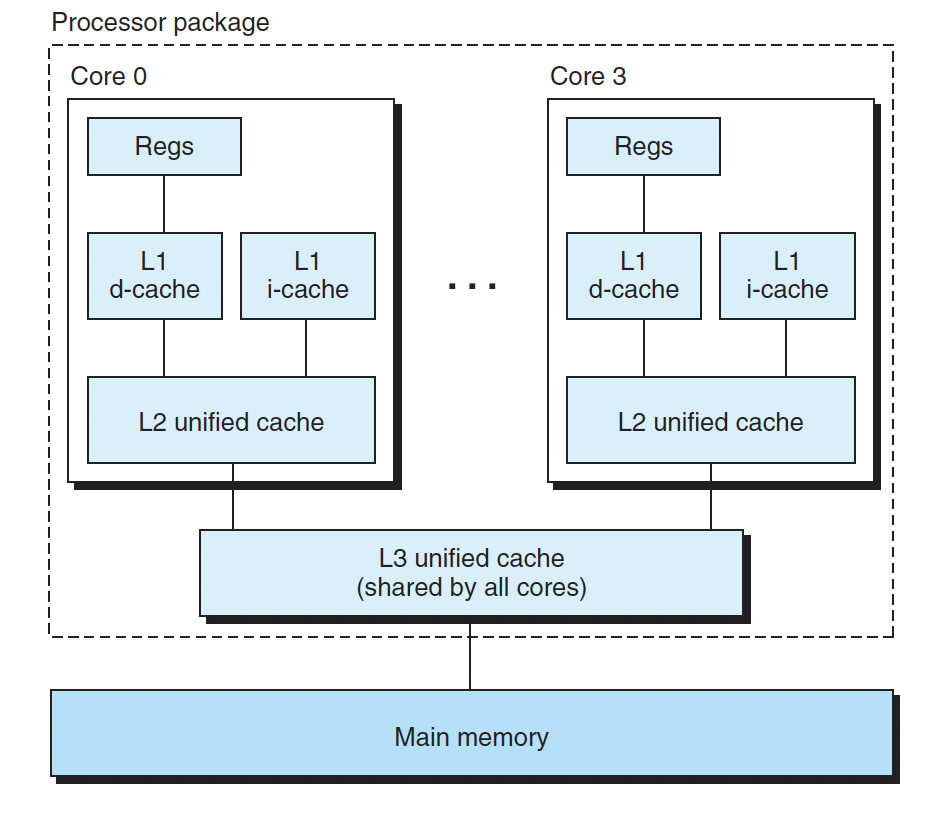 Processor package
Core 0
Core 3
Regs
Regs
L1
d-cache
L1
i-cache
. . .
L1
d-cache
L1
i-cache
L2 unified cache
L2 unified cache
L3 unified cache
(shared by all cores)
Main memory